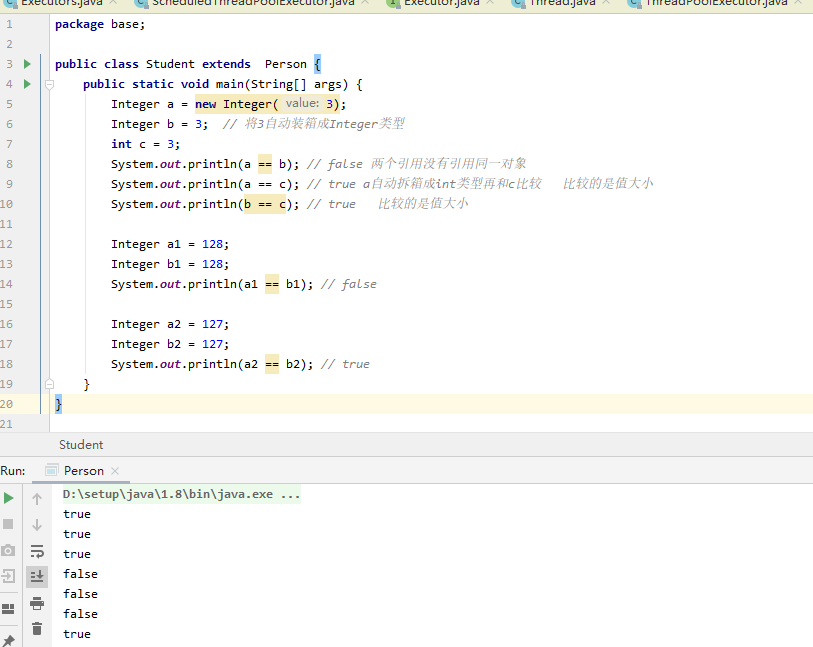 Executors.java × ScheduledThreadPoolExecutor.java × Executor.java × Thread.java × ThreadPoolExecutor.java ×
1 package base;
2
3 public class Student extends  Person {
4 public static void main(String[] args) {
5 Integer a = new Integer( value: 3);
6 Integer b = 3;  // 将3自动装箱成Integer类型
7 int c = 3;
8 System.out.println(a == b); // false 两个引用没有引用同一对象
9 System.out.println(a == c); // true a自动拆箱成int类型再和c比较   比较的是值大小
10 System.out.println(b == c); // true   比较的是值大小
11
12 Integer a1 = 128;
13 Integer b1 = 128;
14 System.out.println(a1 == b1); // false
15
16 Integer a2 = 127;
17 Integer b2 = 127;
18 System.out.println(a2 == b2); // true
19 }
20 }
21
Student
Run: Person ×
D:\setup\java\1.8\bin\java.exe ...
true
true
true
false
false
false
true